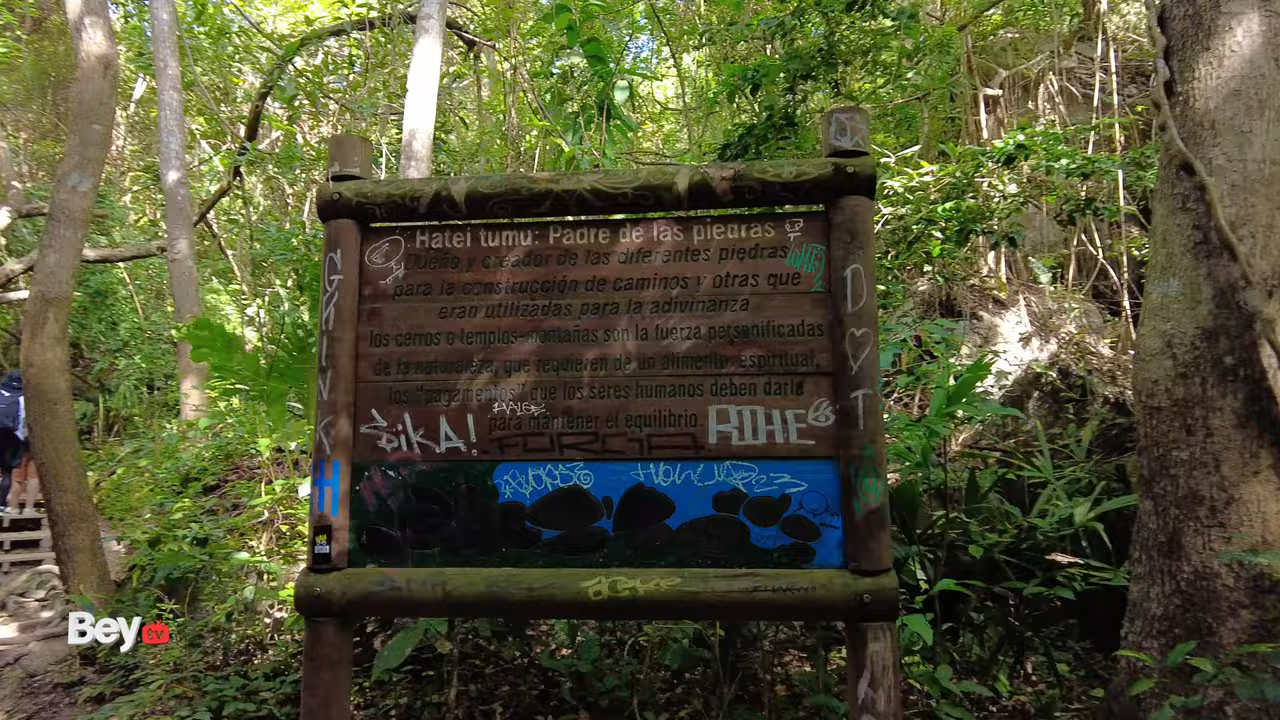 Hatei tumu: Padre de las piedras
Dueño y creador de las diferentes piedras
para la construcción de caminos y otras que
eran utilizadas para la adivinanza
los cerros o templos-montañas son la fuerza personificadas
de la naturaleza, que requieren de un alimento espiritual,
los "pagamentos" que los seres humanos deben darle
para mantener el equilibrio
SiKA!
D
T
H
Bey tv